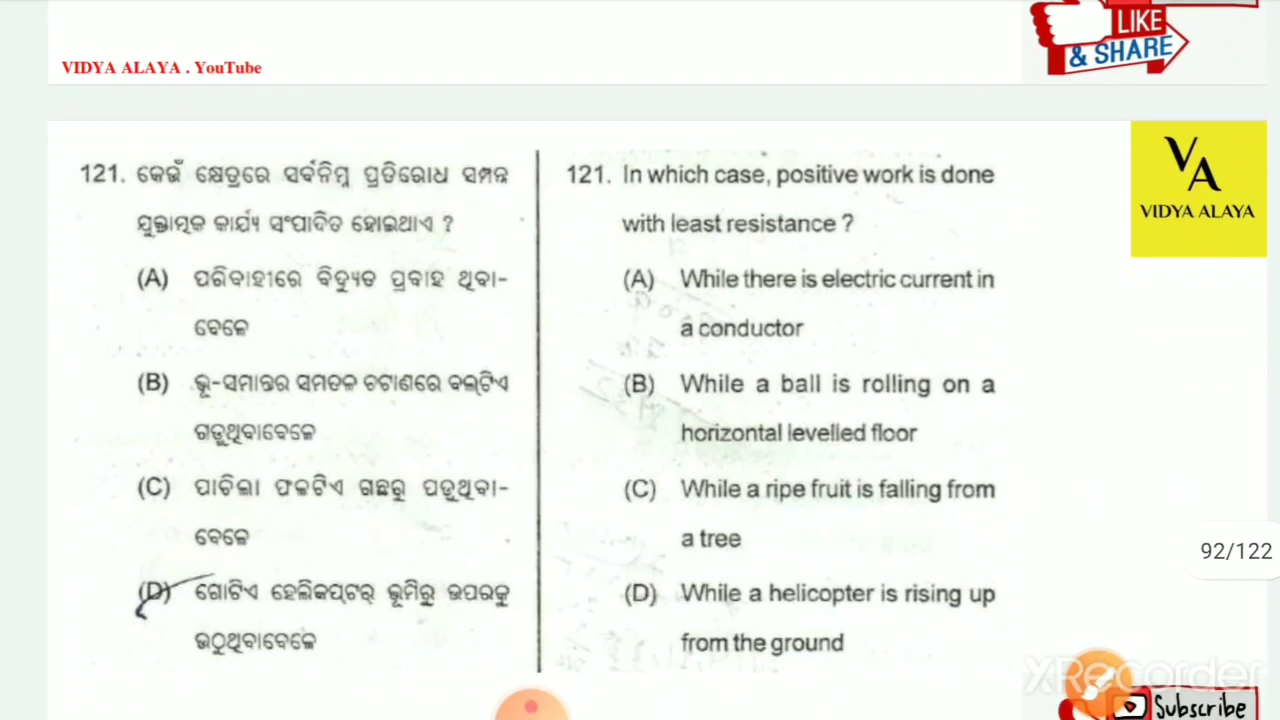 LIKE
& SHARE
VIDYA ALAYA . YouTube
VA
VIDYA ALAYA
121. କେଉଁ କ୍ଷେତ୍ରରେ ସର୍ବନିମ୍ନ ପ୍ରତିରୋଧ ସମ୍ପନ୍ନ
ଯୁକ୍ତାତ୍ମକ କାର୍ଯ୍ୟ ସଂପାଦିତ ହୋଇଥାଏ ?
(A) ପରିବାହୀରେ ବିଦ୍ୟୁତ ପ୍ରବାହ ଥିବା-
ବେଳେ
(B) ଭୂ-ସମାନ୍ତର ସମତଳ ଚଟାଣରେ ବଲ୍‌ଟିଏ
ଗଡୁଥିବାବେଳେ
(C) ପାଚିଲା ଫଳଟିଏ ଗଛରୁ ପଡୁଥିବା-
ବେଳେ
(D) ଗୋଟିଏ ହେଲିକପ୍‌ଟର୍ ଭୂମିରୁ ଉପରକୁ
ଉଠୁଥିବାବେଳେ
121. In which case, positive work is done
with least resistance ?
(A) While there is electric current in
a conductor
(B) While a ball is rolling on a
horizontal levelled floor
(C) While a ripe fruit is falling from
a tree
(D) While a helicopter is rising up
from the ground
92/122
XRecorder
Subscribe